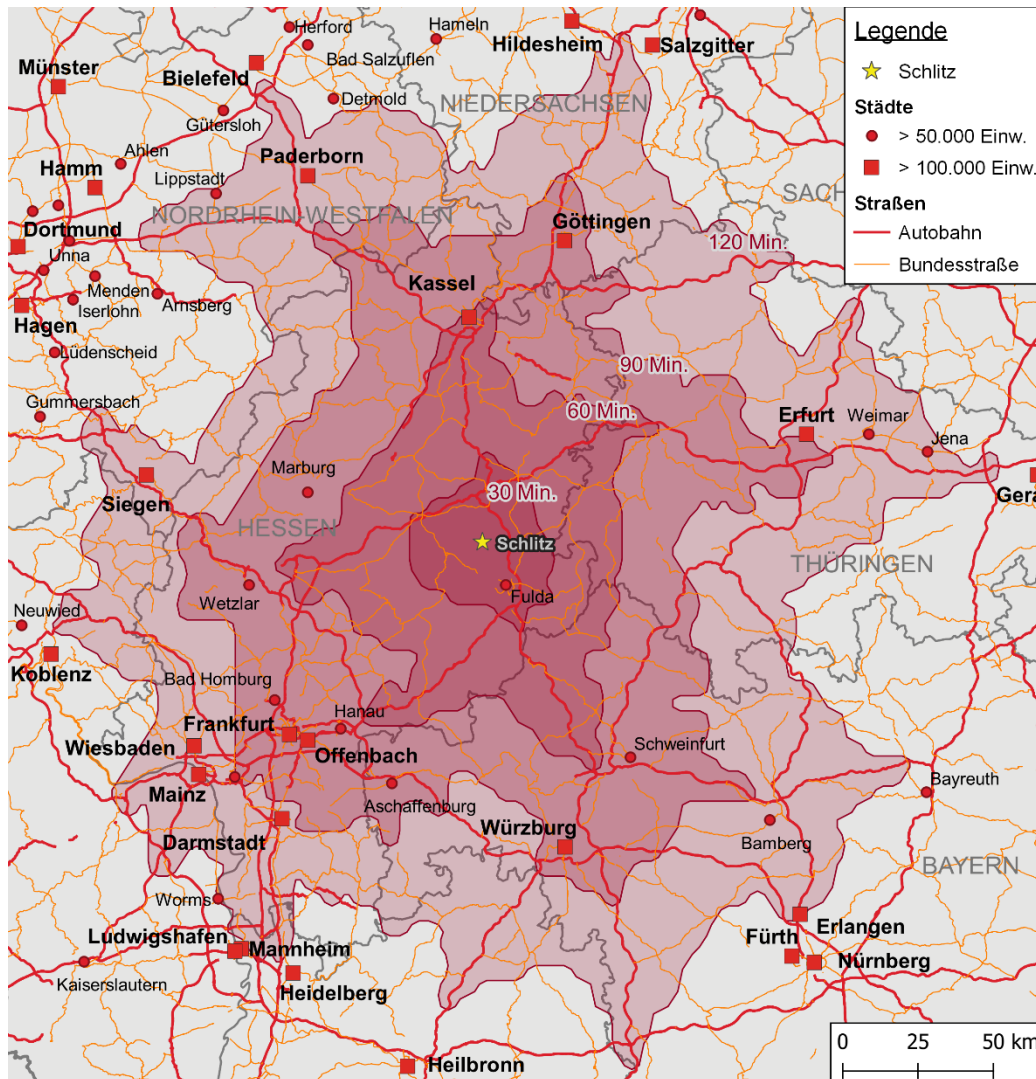 Herford
Hameln
Hildesheim
Salzgitter
Bad Salzuflen
Münster
Bielefeld
Detmold
NIEDERSACHSEN
Gütersloh
Ahlen
Paderborn
Hamm
Lippstadt
SACH
NORDRHEIN-WESTFALEN
Göttingen
Dortmund
120 Min.
Unna
Kassel
Menden
Arnsberg
Iserlohn
Hagen
Lüdenscheid
90 Min.
Gummersbach
60 Min.
Erfurt
Weimar
Jena
Marburg
Siegen
30 Min.
Gera
HESSEN
Schlitz
THÜRINGEN
Wetzlar
Fulda
Neuwied
Koblenz
Bad Homburg
Hanau
Frankfurt
Wiesbaden
Offenbach
Schweinfurt
Bayreuth
Mainz
Aschaffenburg
Darmstadt
Würzburg
Bamberg
BAYERN
Worms
Ludwigshafen
Mannheim
Erlangen
Fürth
Nürnberg
Kaiserslautern
Heidelberg
Heilbronn
Legende
Schlitz
Städte
> 50.000 Einw.
> 100.000 Einw.
Straßen
Autobahn
Bundesstraße
0 25 50 km